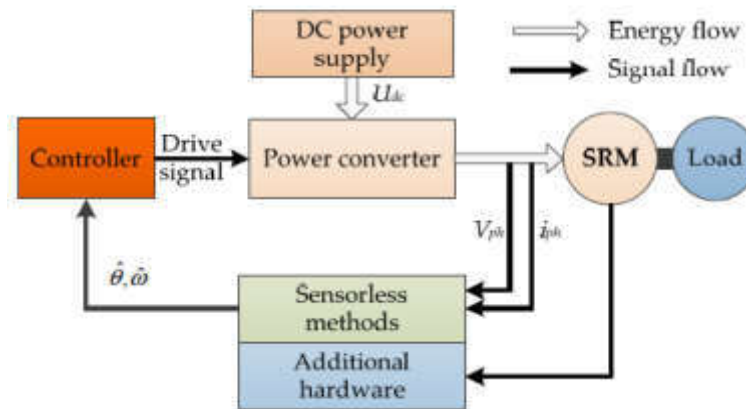 DC power
supply
Energy flow
Signal flow
U_dc
Controller
Drive
signal
Power converter
SRM
Load
V_ph
i_ph
θ̂, ω̂
Sensorless
methods
Additional
hardware